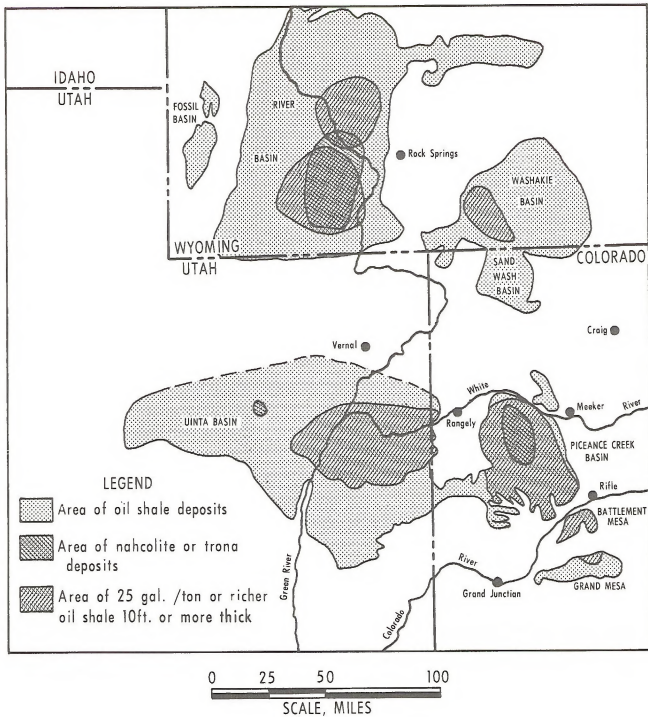 IDAHO
UTAH
FOSSIL
BASIN
RIVER
BASIN
Rock Springs
WASHAKIE
BASIN
WYOMING
UTAH
COLORADO
SAND
WASH
BASIN
Craig
Vernal
White
River
Meeker
Rangely
UINTA BASIN
PICEANCE CREEK
BASIN
LEGEND
Area of oil shale deposits
Area of nahcolite or trona
deposits
Area of 25 gal. /ton or richer
oil shale 10ft. or more thick
Rifle
BATTLEMENT
MESA
Green River
Colorado
River
Grand Junction
GRAND MESA
0 25 50 100
SCALE, MILES